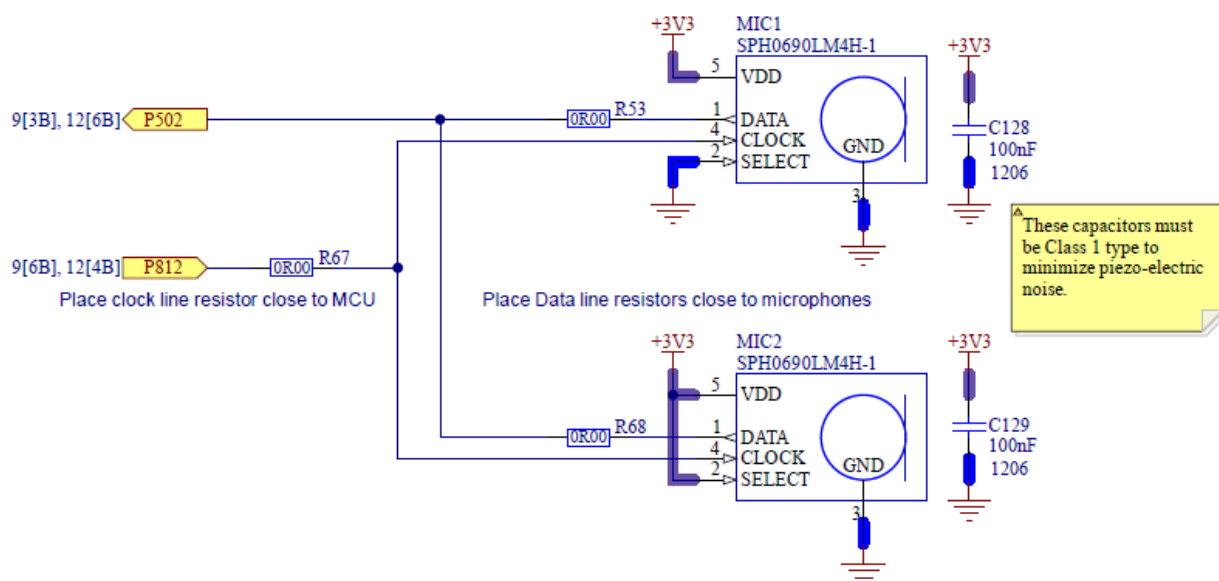 +3V3
MIC1
SPH0690LM4H-1
+3V3
5
VDD
9[3B], 12[6B]
P502
0R00
R53
1
DATA
4
CLOCK
2
SELECT
GND
3
C128
100nF
1206
These capacitors must
be Class 1 type to
minimize piezo-electric
noise.
9[6B], 12[4B]
P812
0R00
R67
Place clock line resistor close to MCU
Place Data line resistors close to microphones
+3V3
MIC2
SPH0690LM4H-1
+3V3
5
VDD
0R00
R68
1
DATA
4
CLOCK
2
SELECT
GND
3
C129
100nF
1206